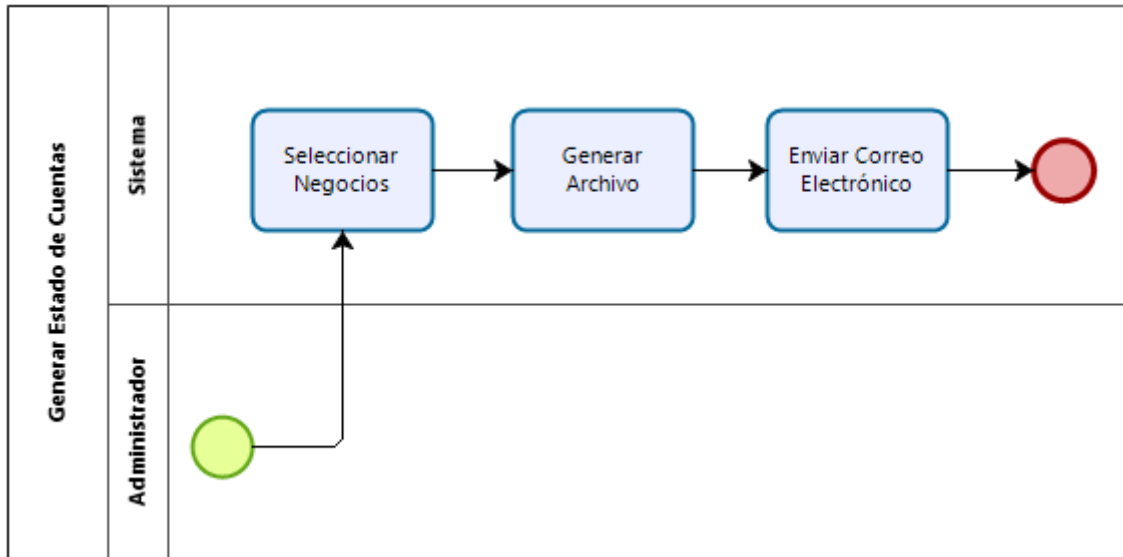 Generar Estado de Cuentas
Sistema
Seleccionar
Negocios
Generar
Archivo
Enviar Correo
Electrónico
Administrador